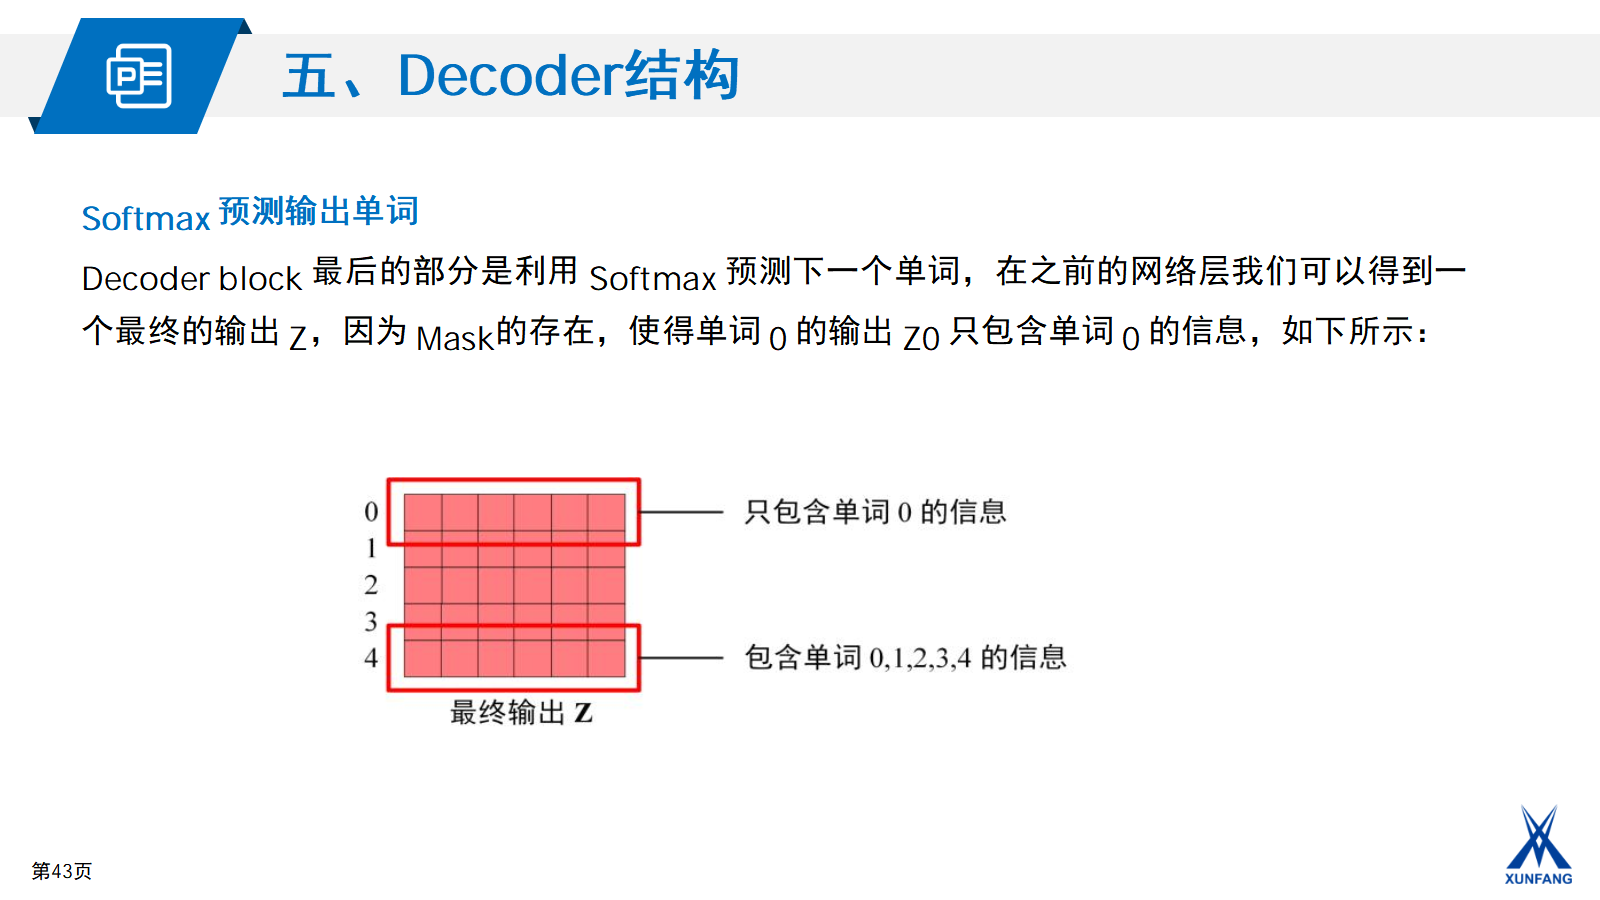 五、Decoder结构
Softmax 预测输出单词
Decoder block 最后的部分是利用 Softmax 预测下一个单词，在之前的网络层我们可以得到一
个最终的输出 Z，因为 Mask的存在，使得单词 0 的输出 Z0 只包含单词 0 的信息，如下所示：
0
只包含单词 0 的信息
1
2
3
4
包含单词 0,1,2,3,4 的信息
最终输出 Z
第43页
XUNFANG